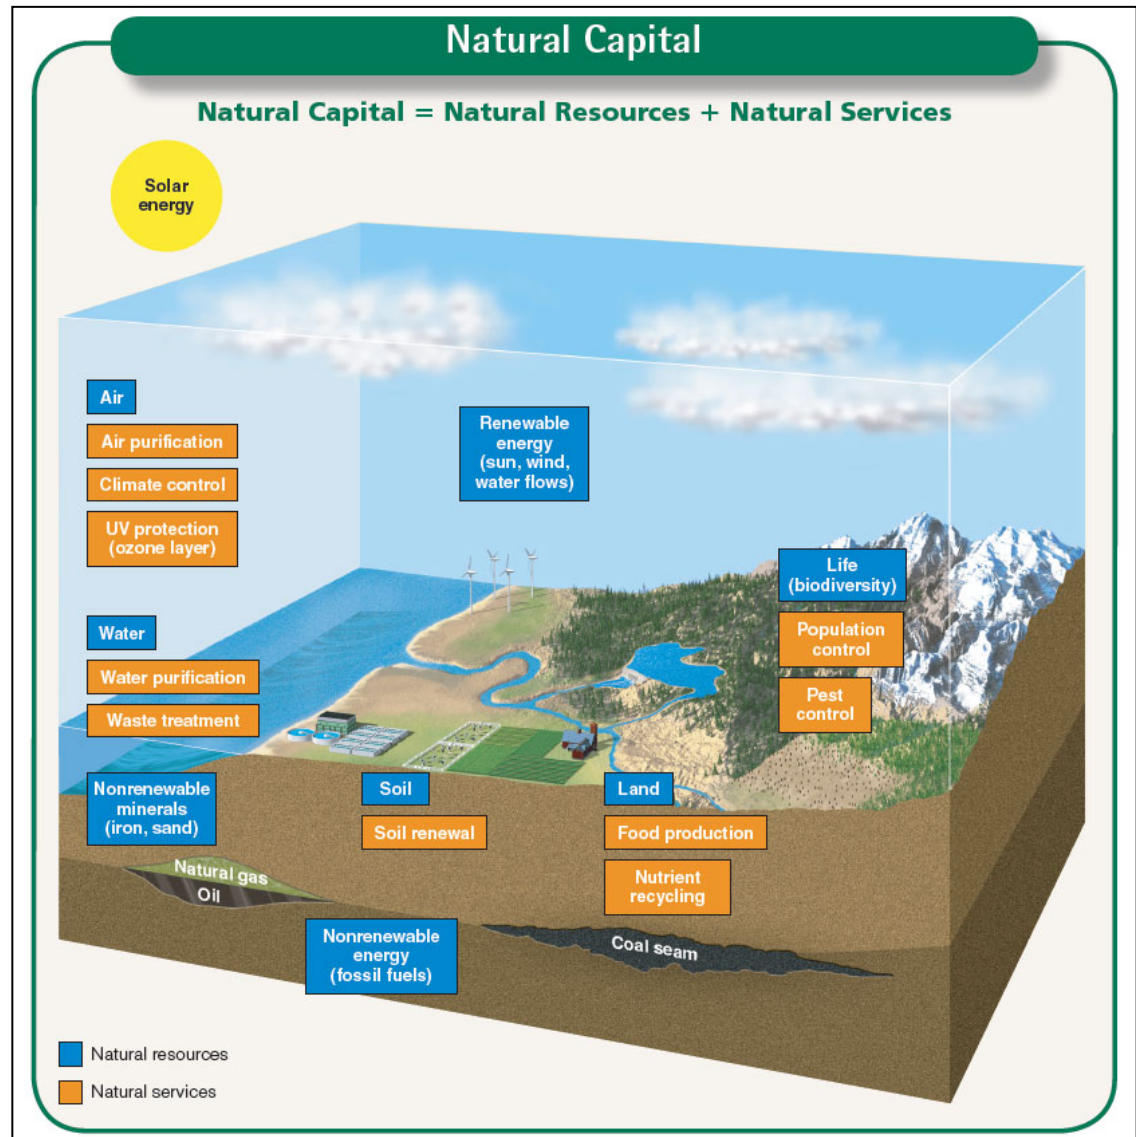 Natural Capital
Natural Capital = Natural Resources + Natural Services
Solar
energy
Air
Air purification
Climate control
UV protection
(ozone layer)
Renewable
energy
(sun, wind,
water flows)
Life
(biodiversity)
Population
control
Pest
control
Water
Water purification
Waste treatment
Nonrenewable
minerals
(iron, sand)
Soil
Soil renewal
Land
Food production
Nutrient
recycling
Natural gas
Oil
Nonrenewable
energy
(fossil fuels)
Coal seam
Natural resources
Natural services